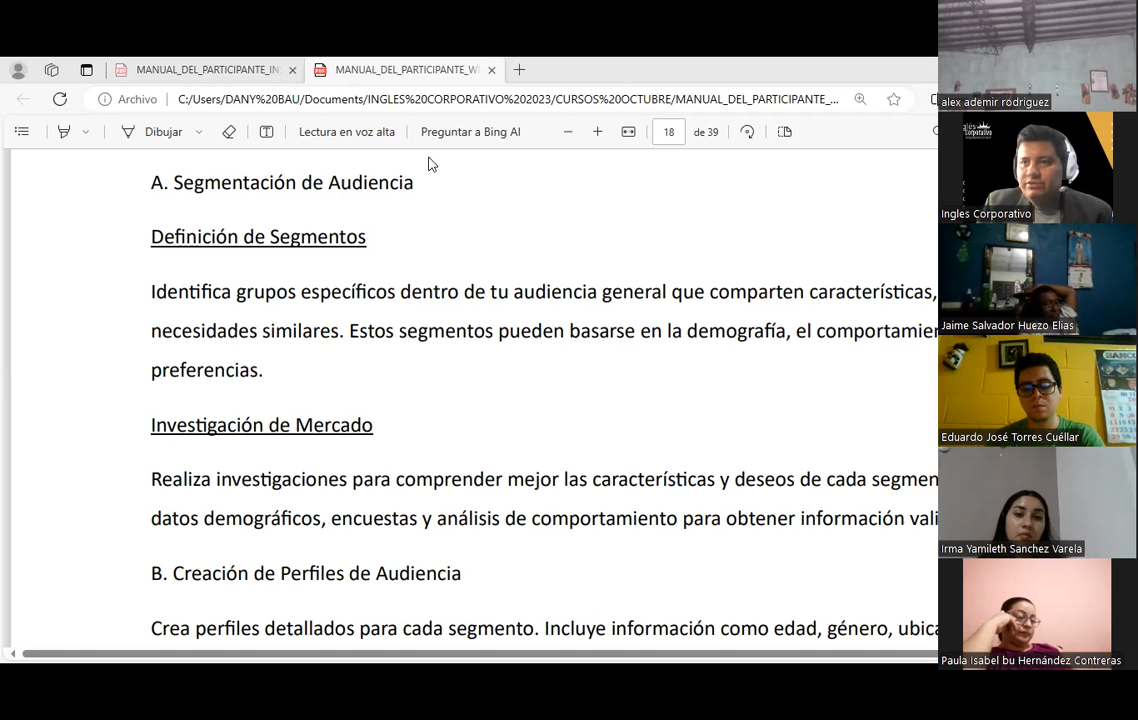 MANUAL_DEL_PARTICIPANTE_IN
MANUAL_DEL_PARTICIPANTE_W
Archivo
C:/Users/DANY%20BAU/Documents/INGLES%20CORPORATIVO%202023/CURSOS%20OCTUBRE/MANUAL_DEL_PARTICIPANTE_...
Dibujar
Lectura en voz alta
Preguntar a Bing AI
18
de 39
A. Segmentación de Audiencia
Definición de Segmentos
Identifica grupos específicos dentro de tu audiencia general que comparten características,
necesidades similares. Estos segmentos pueden basarse en la demografía, el comportamien
preferencias.
Investigación de Mercado
Realiza investigaciones para comprender mejor las características y deseos de cada segmen
datos demográficos, encuestas y análisis de comportamiento para obtener información vali
B. Creación de Perfiles de Audiencia
Crea perfiles detallados para cada segmento. Incluye información como edad, género, ubica
alex ademir rodriguez
Corporativo
Ingles Corporativo
Jaime Salvador Huezo Elias
BANCO
Eduardo José Torres Cuéllar
Irma Yamileth Sanchez Varela
Paula Isabel bu Hernández Contreras